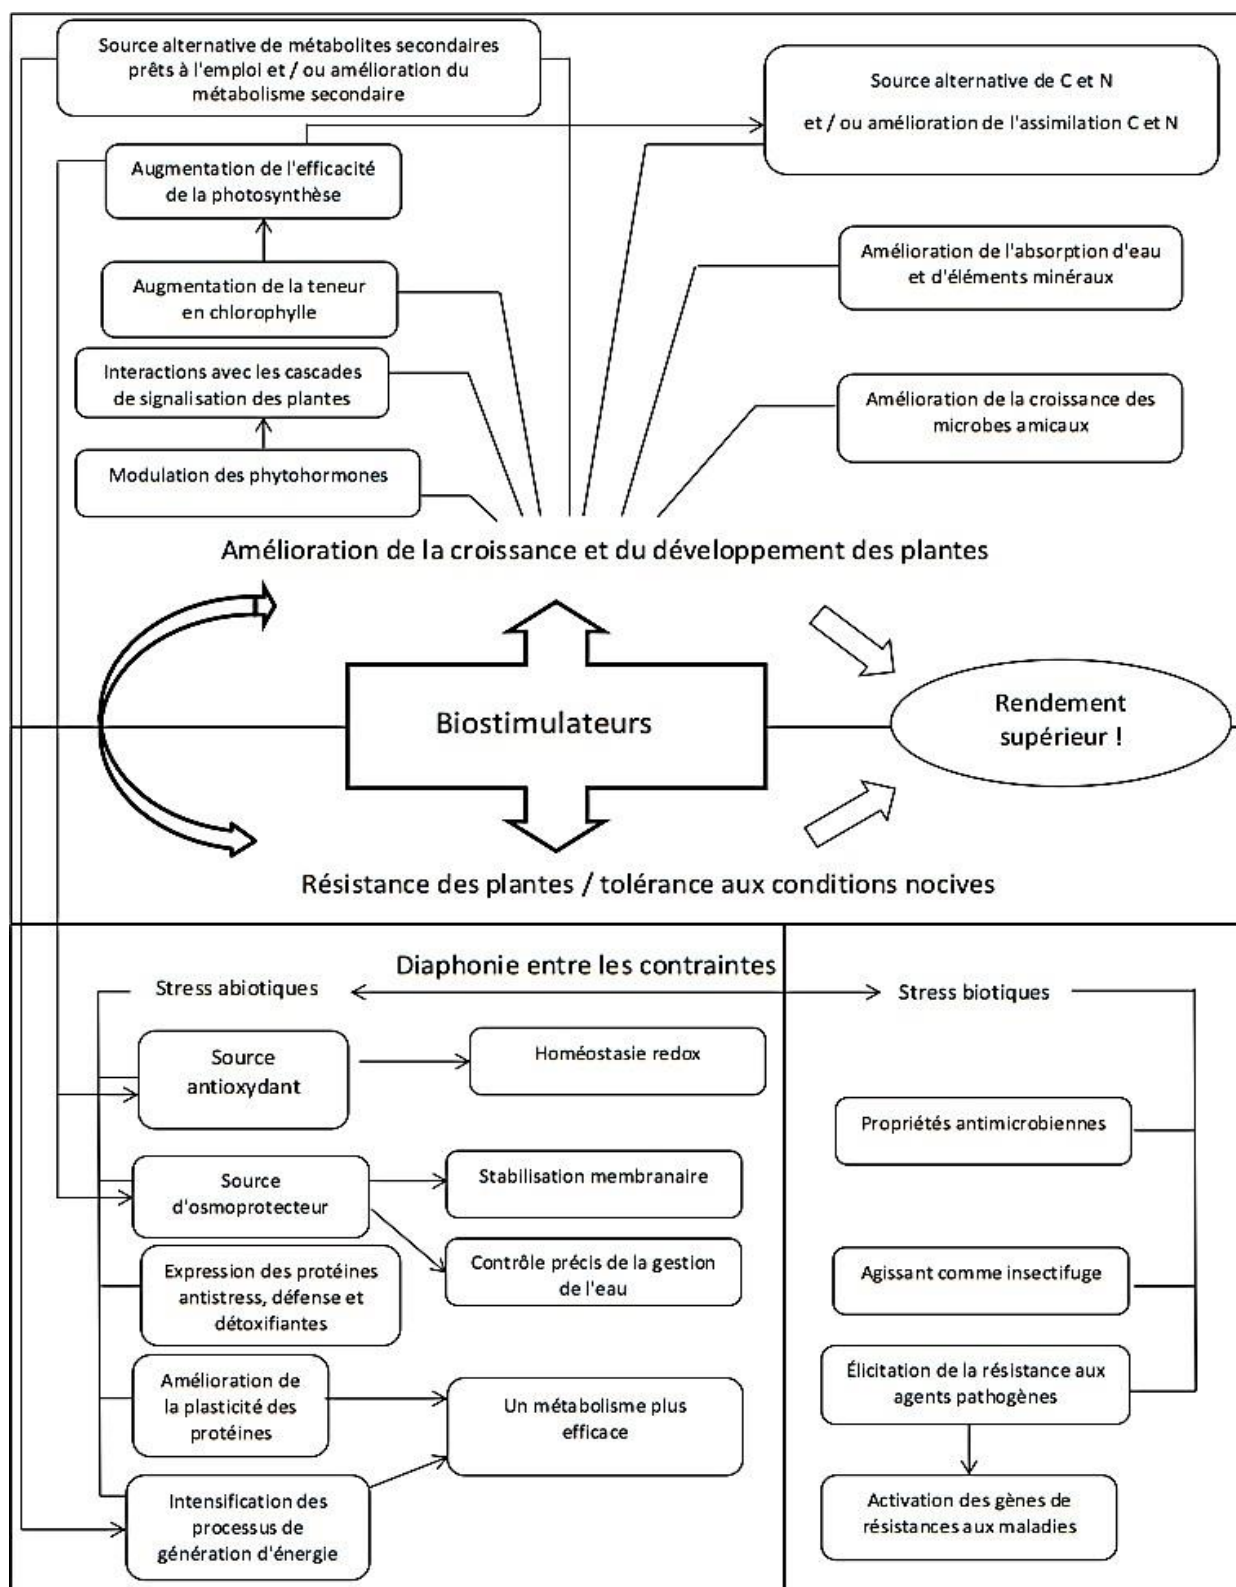 Source alternative de métabolites secondaires
prêts à l'emploi et / ou amélioration du
métabolisme secondaire
Source alternative de C et N
et / ou amélioration de l'assimilation C et N
Augmentation de l'efficacité
de la photosynthèse
Amélioration de l'absorption d'eau
et d'éléments minéraux
Augmentation de la teneur
en chlorophylle
Interactions avec les cascades
de signalisation des plantes
Amélioration de la croissance des
microbes amicaux
Modulation des phytohormones
Amélioration de la croissance et du développement des plantes
Biostimulateurs
Rendement
supérieur !
Résistance des plantes / tolérance aux conditions nocives
Diaphonie entre les contraintes
Stress abiotiques
Stress biotiques
Source
antioxydant
Homéostasie redox
Propriétés antimicrobiennes
Source
d'osmoprotecteur
Stabilisation membranaire
Contrôle précis de la gestion
de l'eau
Expression des protéines
antistress, défense et
détoxifiantes
Agissant comme insectifuge
Amélioration de
la plasticité des
protéines
Un métabolisme plus
efficace
Élicitation de la résistance aux
agents pathogènes
Intensification des
processus de
génération d'énergie
Activation des gènes de
résistances aux maladies